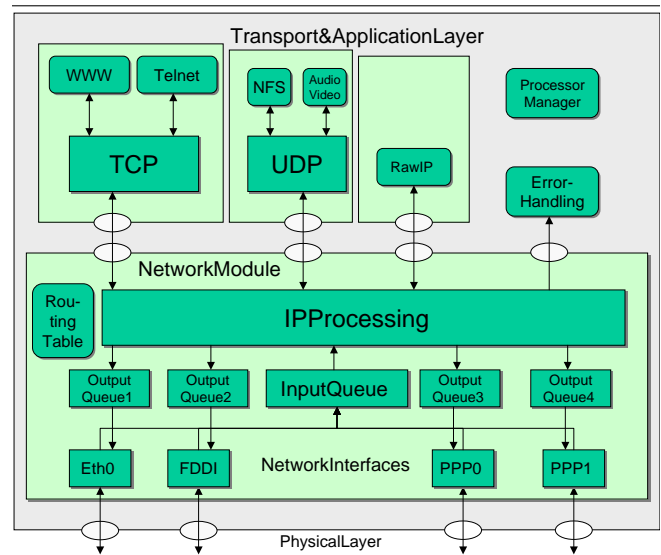 Transport&ApplicationLayer
WWW
Telnet
NFS
Audio
Video
Processor
Manager
TCP
UDP
RawIP
Error-
Handling
NetworkModule
Rou-
ting
Table
IPProcessing
Output
Queue1
Output
Queue2
InputQueue
Output
Queue3
Output
Queue4
Eth0
FDDI
NetworkInterfaces
PPP0
PPP1
PhysicalLayer